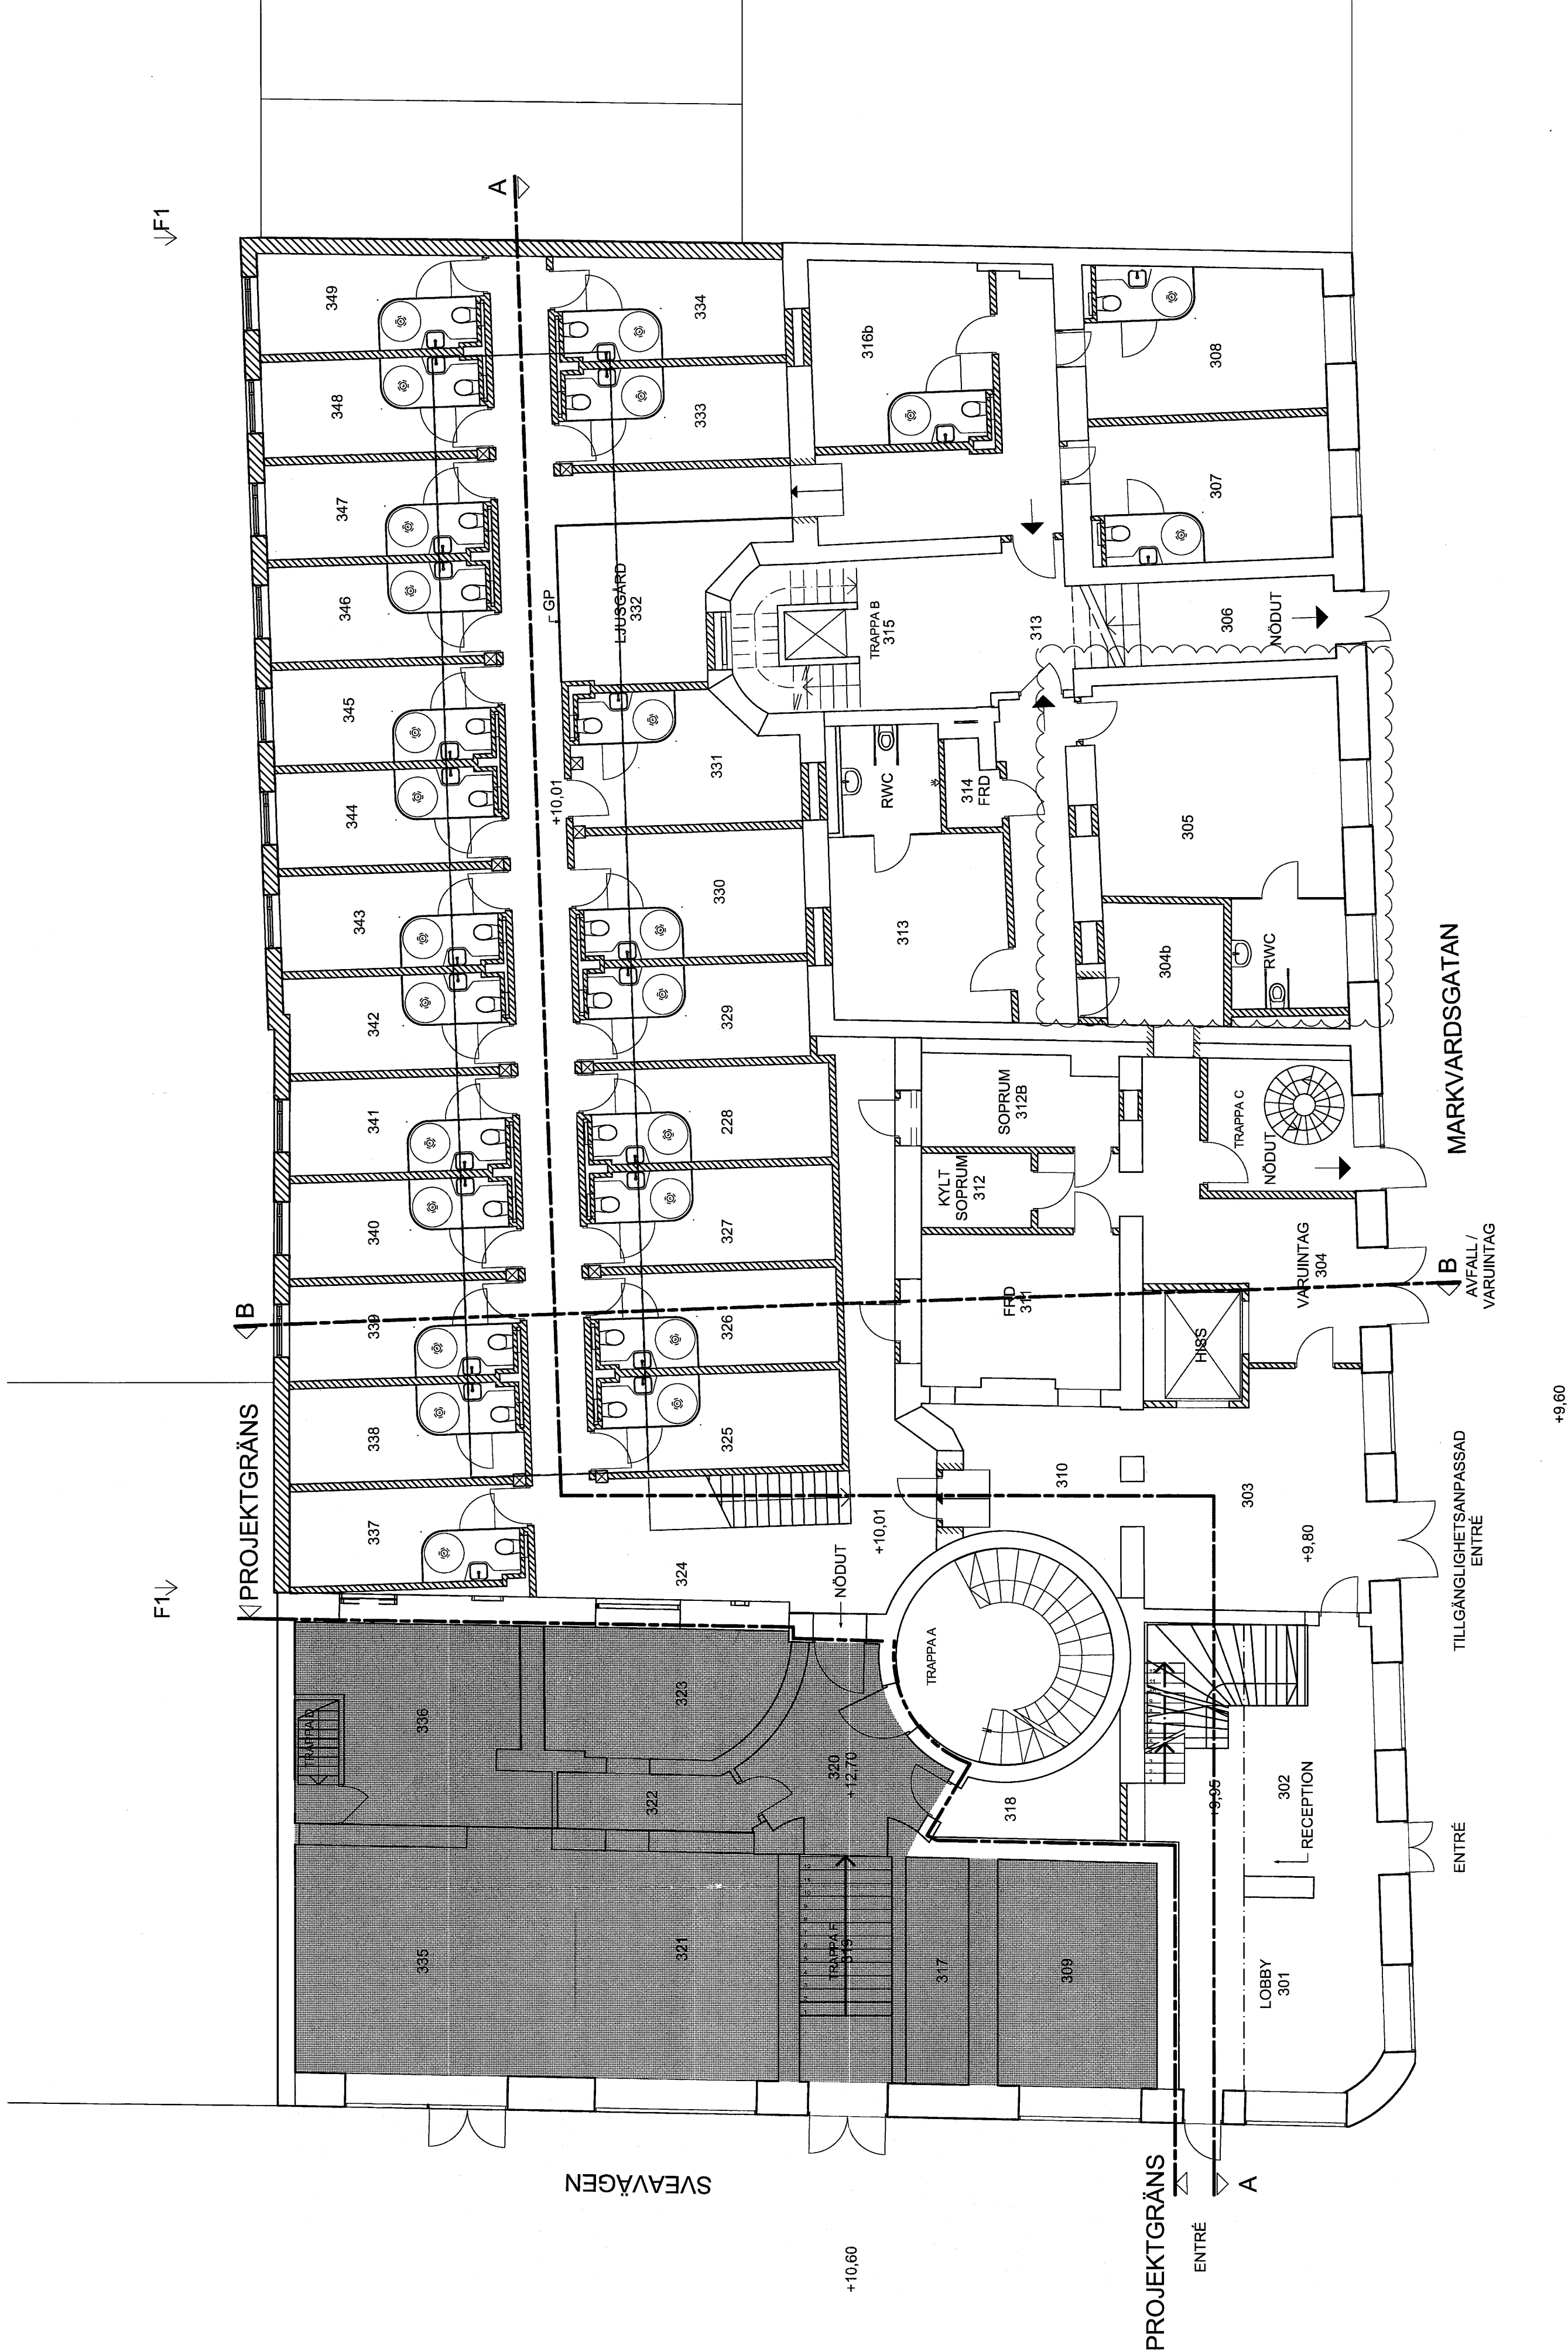 F1
F1
PROJEKTGRÄNS
B
A
349
348
347
346
345
344
343
342
341
340
339
338
337
334
333
GP
LJUSGÅRD
332
+10,01
331
330
329
228
327
326
325
324
316b
TRAPPA B
315
313
RWC
314
FRD
313
308
307
306
NÖDUT
305
304b
RWC
SOPRUM
312B
KYLT
SOPRUM
312
FRD
311
TRAPPA C
NÖDUT
VARUINTAG
304
HISS
310
303
+10,01
+9,80
NÖDUT
TRAPPA A
TRAPPA D
336
323
322
320
+12,70
318
335
321
TRAPPA F
319
317
309
+9,95
302
RECEPTION
LOBBY
301
MARKVARDSGATAN
B
AVFALL /
VARUINTAG
TILLGÄNGLIGHETSANPASSAD
ENTRÉ
ENTRÉ
+9,60
SVEAVÄGEN
+10,60
PROJEKTGRÄNS
ENTRÉ
A